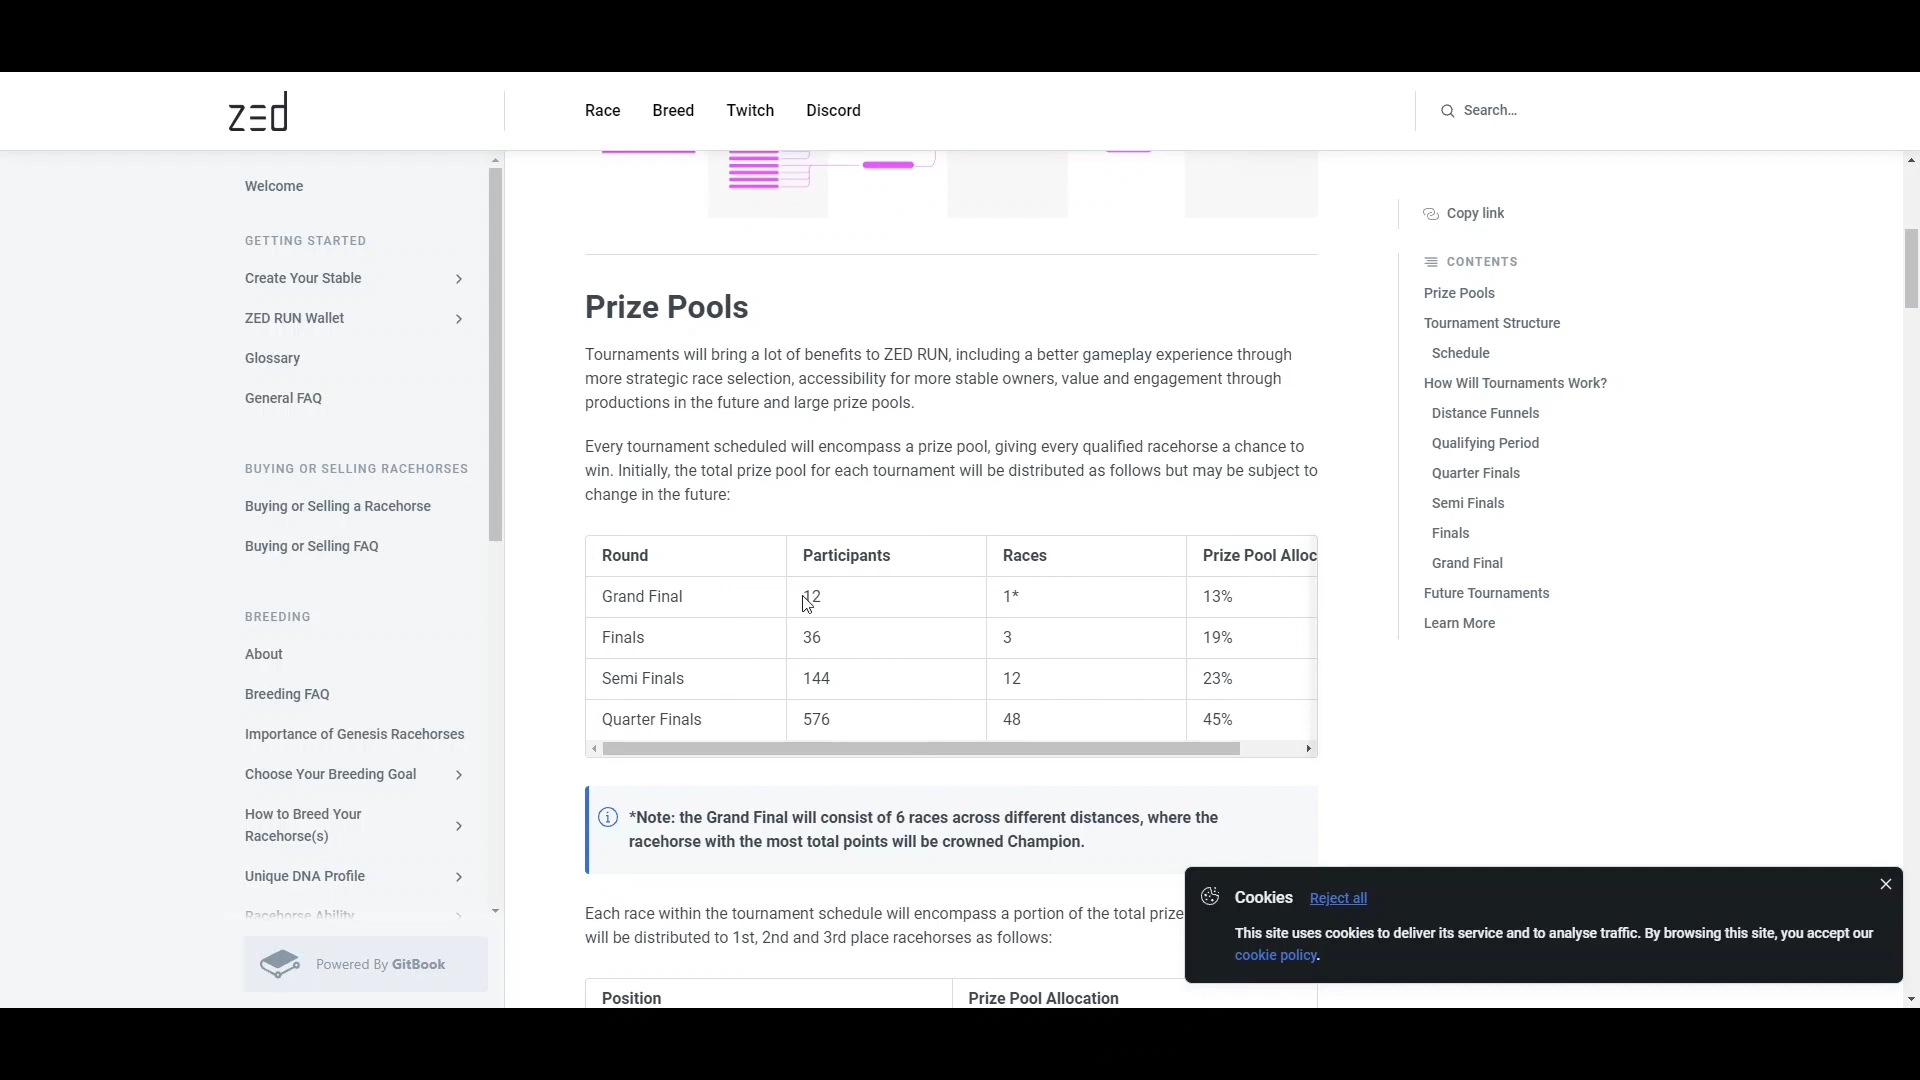 zed
Race
Breed
Twitch
Discord
Search...
Welcome
GETTING STARTED
Create Your Stable
ZED RUN Wallet
Glossary
General FAQ
BUYING OR SELLING RACEHORSES
Buying or Selling a Racehorse
Buying or Selling FAQ
BREEDING
About
Breeding FAQ
Importance of Genesis Racehorses
Choose Your Breeding Goal
How to Breed Your
Racehorse(s)
Unique DNA Profile
Racehorse Ability
Powered By GitBook
Prize Pools
Tournaments will bring a lot of benefits to ZED RUN, including a better gameplay experience through
more strategic race selection, accessibility for more stable owners, value and engagement through
productions in the future and large prize pools.
Every tournament scheduled will encompass a prize pool, giving every qualified racehorse a chance to
win. Initially, the total prize pool for each tournament will be distributed as follows but may be subject to
change in the future:
Round Participants Races Prize Pool Alloc
Grand Final 12 1* 13%
Finals 36 3 19%
Semi Finals 144 12 23%
Quarter Finals 576 48 45%
*Note: the Grand Final will consist of 6 races across different distances, where the
racehorse with the most total points will be crowned Champion.
Each race within the tournament schedule will encompass a portion of the total prize
will be distributed to 1st, 2nd and 3rd place racehorses as follows:
Position Prize Pool Allocation
Copy link
CONTENTS
Prize Pools
Tournament Structure
Schedule
How Will Tournaments Work?
Distance Funnels
Qualifying Period
Quarter Finals
Semi Finals
Finals
Grand Final
Future Tournaments
Learn More
Cookies Reject all
This site uses cookies to deliver its service and to analyse traffic. By browsing this site, you accept our
cookie policy.